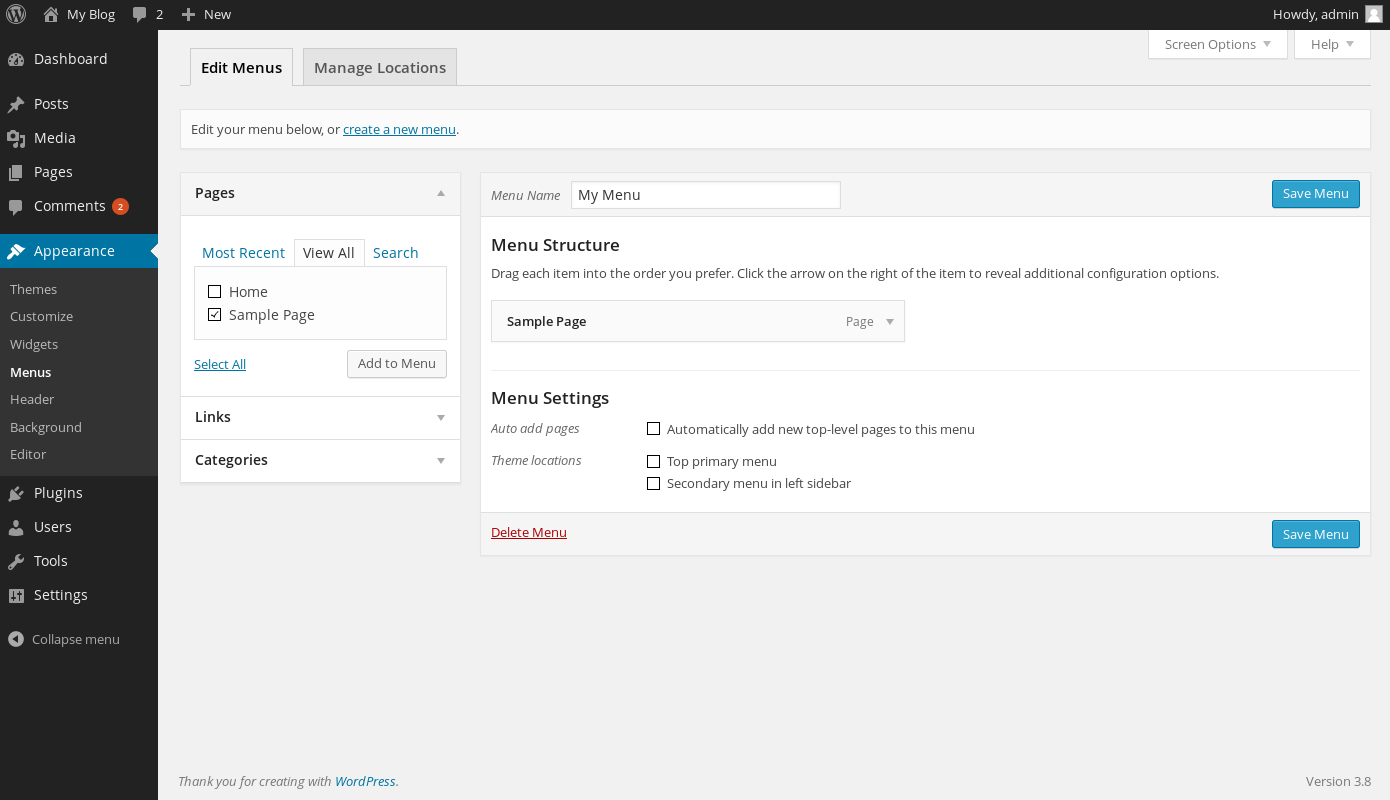 My Blog 2 New Howdy, admin
Dashboard
Posts
Media
Pages
Comments 2
Appearance
Themes
Customize
Widgets
Menus
Header
Background
Editor
Plugins
Users
Tools
Settings
Collapse menu
Screen Options Help
Edit Menus Manage Locations
Edit your menu below, or create a new menu.
Pages
Most Recent View All Search
Home
Sample Page
Select All Add to Menu
Links
Categories
Menu Name My Menu Save Menu
Menu Structure
Drag each item into the order you prefer. Click the arrow on the right of the item to reveal additional configuration options.
Sample Page Page
Menu Settings
Auto add pages Automatically add new top-level pages to this menu
Theme locations Top primary menu
Secondary menu in left sidebar
Delete Menu Save Menu
Thank you for creating with WordPress. Version 3.8